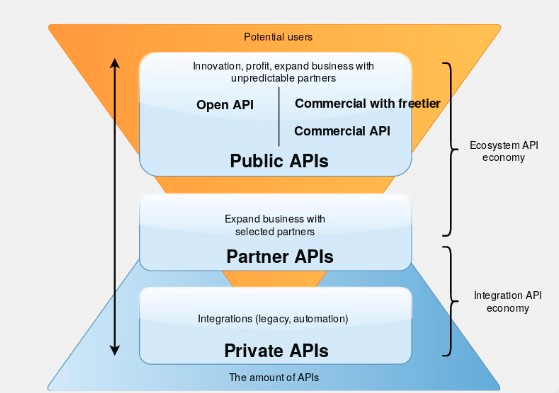 Potential users
Innovation, profit, expand business with
unpredictable partners
Open API
Commercial with freetier
Commercial API
Public APIs
Ecosystem API
economy
Expand business with
selected partners
Partner APIs
Integration API
economy
Integrations (legacy, automation)
Private APIs
The amount of APIs